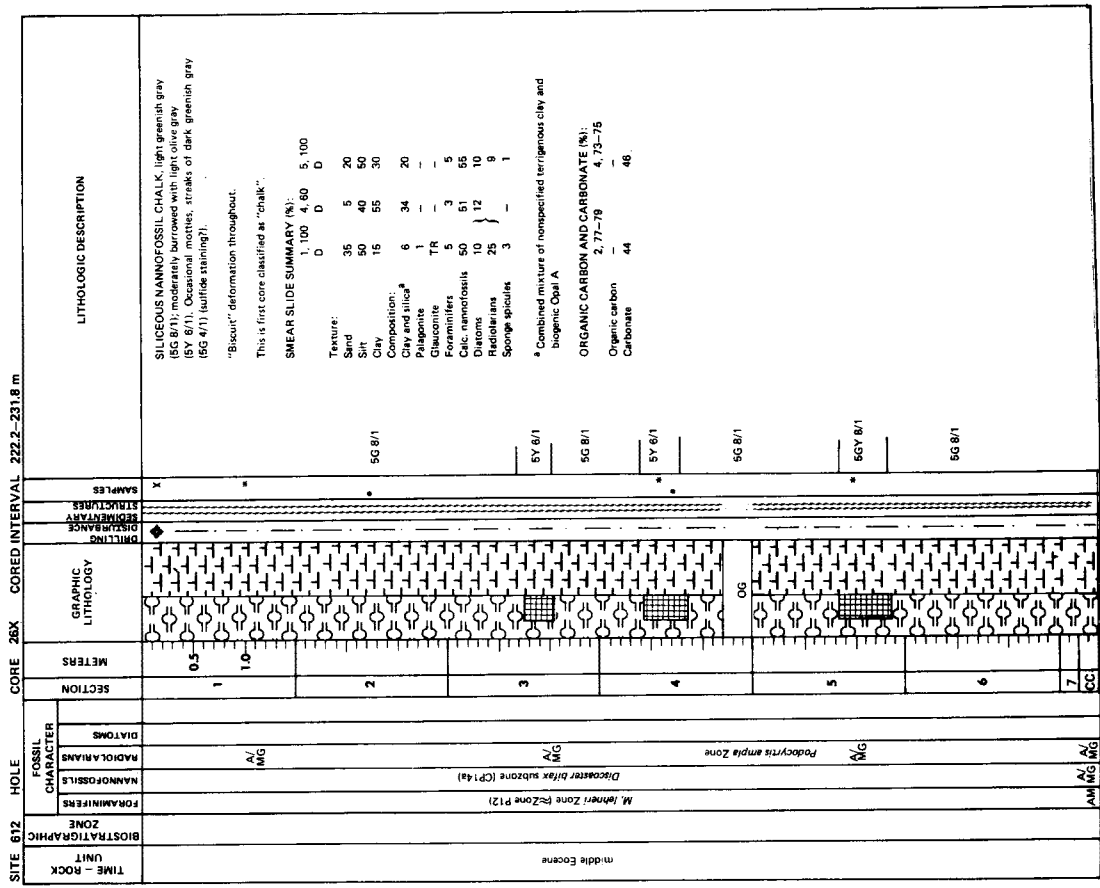 SITE 612 HOLE CORE 26X CORED INTERVAL 222.2–231.8 m
TIME – ROCK UNIT
BIOSTRATIGRAPHIC ZONE
FOSSIL CHARACTER
FORAMINIFERS
NANNOFOSSILS
RADIOLARIANS
DIATOMS
SECTION
METERS
GRAPHIC LITHOLOGY
DRILLING DISTURBANCE
SEDIMENTARY STRUCTURES
SAMPLES
LITHOLOGIC DESCRIPTION
middle Eocene
M. lehneri Zone (≈Zone P12)
Discoaster bifax subzone (CP14a)
Podocyrtis ampla Zone
A/MG
A/MG
A/MG
AM
A/MG
A/MG
1
2
3
4
5
6
7
CC
0.5
1.0
OG
X
*
•
*
•
*
5G 8/1
5Y 6/1
5G 8/1
5Y 6/1
5G 8/1
5GY 8/1
5G 8/1
SILICEOUS NANNOFOSSIL CHALK, light greenish gray
(5G 8/1); moderately burrowed with light olive gray
(5Y 6/1). Occasional mottles, streaks of dark greenish gray
(5G 4/1) (sulfide staining?).
"Biscuit" deformation throughout.
This is first core classified as "chalk".
SMEAR SLIDE SUMMARY (%):
1, 100 4, 60 5, 100
D D D
Texture:
Sand 35 5 20
Silt 50 40 50
Clay 15 55 30
Composition:
Clay and silica a 6 34 20
Palagonite 1 – –
Glauconite TR – –
Foraminifers 5 3 5
Calc. nannofossils 50 51 55
Diatoms 10 } 12 10
Radiolarians 25 9
Sponge spicules 3 – 1
a Combined mixture of nonspecified terrigenous clay and
biogenic Opal A
ORGANIC CARBON AND CARBONATE (%):
2, 77–79 4, 73–75
Organic carbon – –
Carbonate 44 46